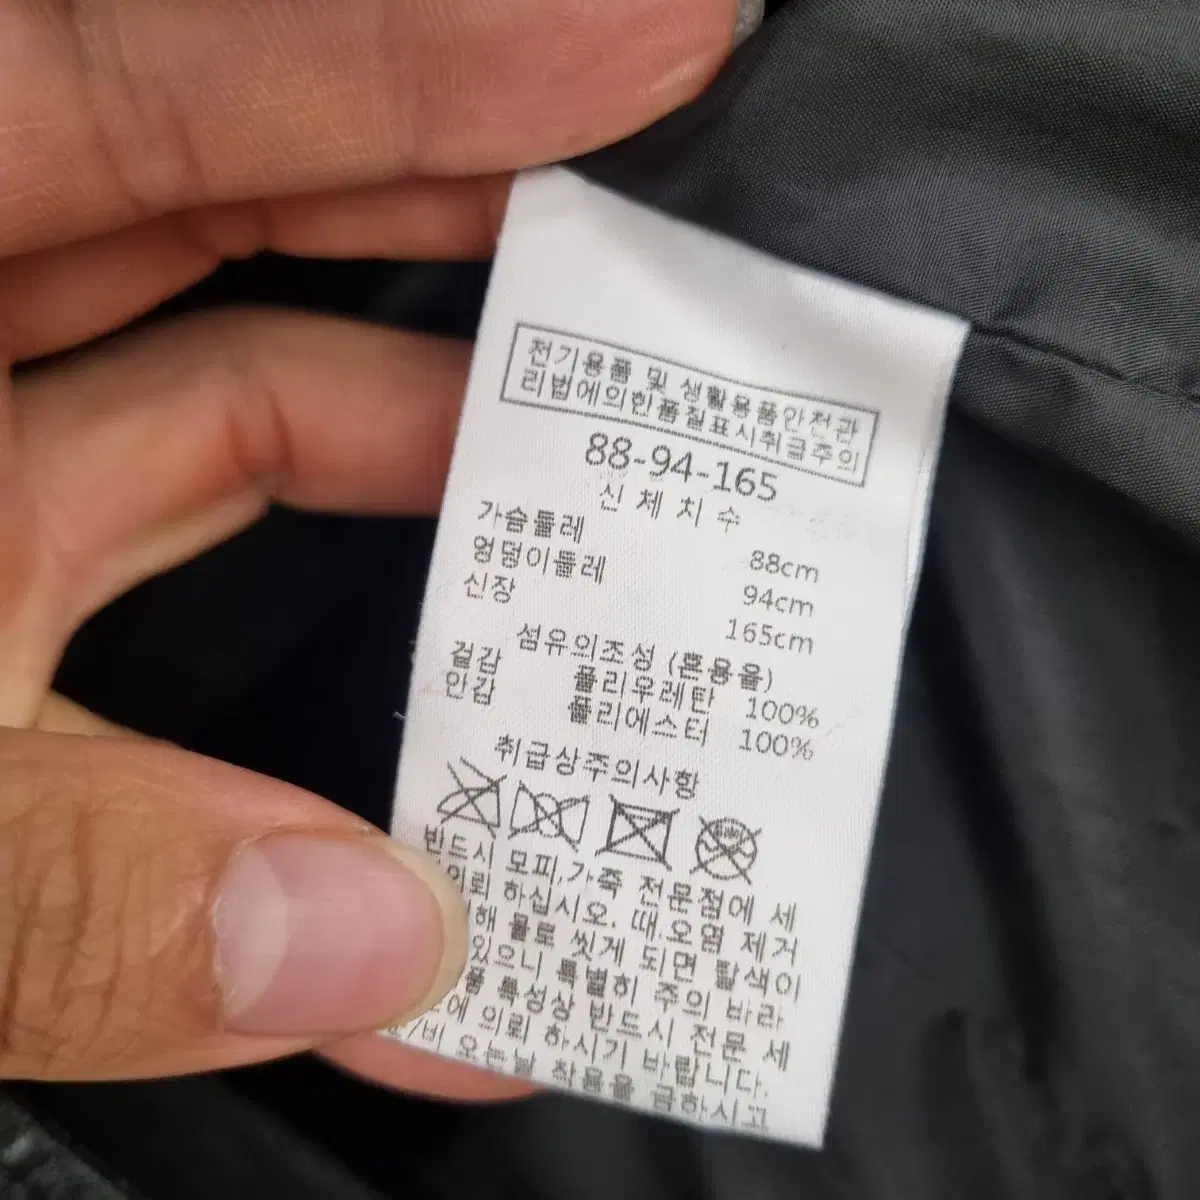 전기용품 및 생활용품안전관
리법에의한품질표시취급주의
88-94-165
신 체 치 수
가슴둘레 88cm
엉덩이둘레 94cm
신장 165cm
섬유의조성 (혼용율)
겉감 폴리우레탄 100%
안감 폴리에스터 100%
취급상주의사항
반드시 모피,가죽 전문점에 세
의뢰 하십시오. 때.오염 제거
해 물로 씻게 되면 탈색이
있으니 특별히 주의 바라
특성상 반드시 전문 세
에 의뢰 하시기 바랍니다.
/비 오는날 착용을 금하시고